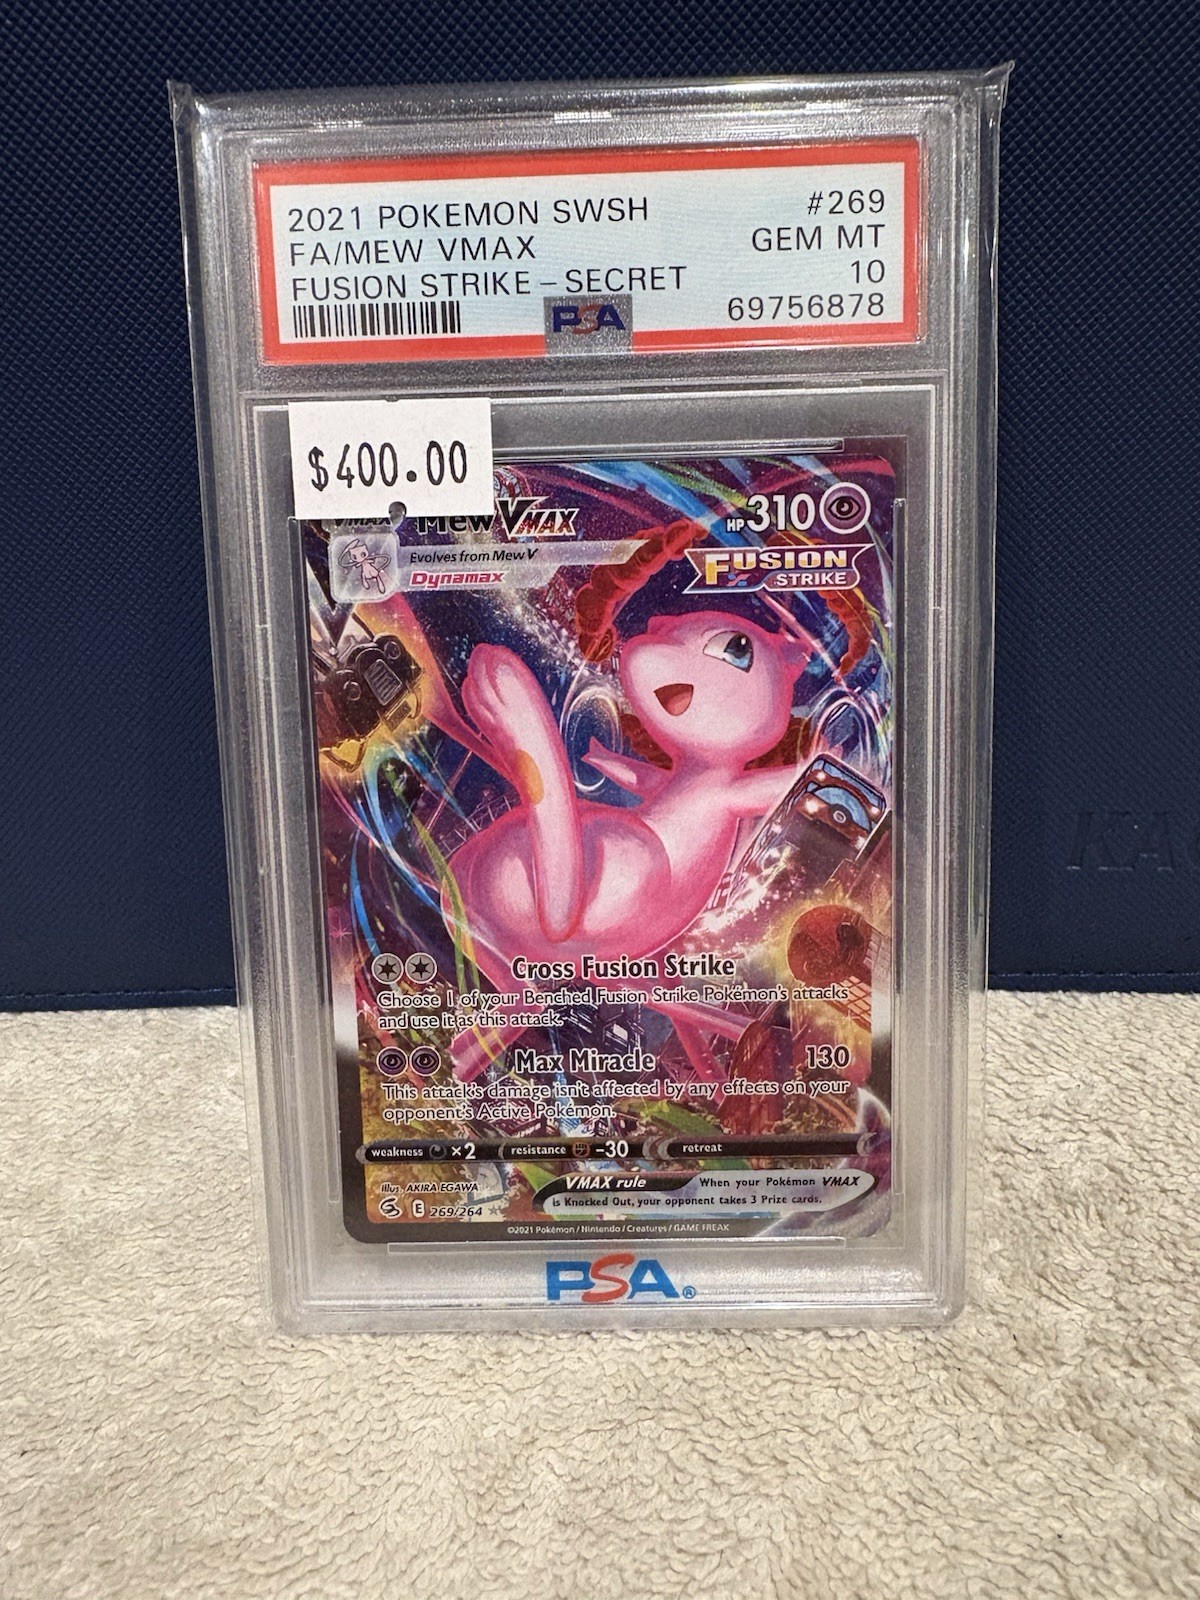 2021 POKEMON SWSH #269
FA/MEW VMAX GEM MT
FUSION STRIKE – SECRET 10
PSA 69756878
$400.00
VMAX Mew VMAX HP 310
Evolves from Mew V
Dynamax
FUSION
STRIKE
Cross Fusion Strike
Choose 1 of your Benched Fusion Strike Pokémon's attacks
and use it as this attack.
Max Miracle 130
This attack's damage isn't affected by any effects on your
opponent's Active Pokémon.
weakness ×2 resistance –30 retreat
VMAX rule When your Pokémon VMAX
is Knocked Out, your opponent takes 3 Prize cards.
Illus. AKIRA EGAWA
E 269/264
©2021 Pokémon / Nintendo / Creatures / GAME FREAK
PSA®